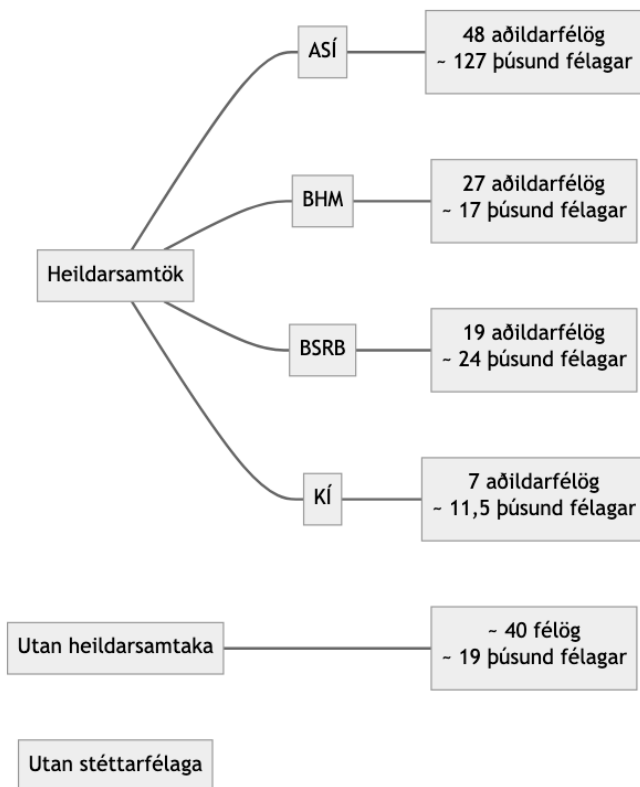 ASÍ
48 aðildarfélög
~ 127 þúsund félagar
BHM
27 aðildarfélög
~ 17 þúsund félagar
Heildarsamtök
BSRB
19 aðildarfélög
~ 24 þúsund félagar
KÍ
7 aðildarfélög
~ 11,5 þúsund félagar
Utan heildarsamtaka
~ 40 félög
~ 19 þúsund félagar
Utan stéttarfélaga